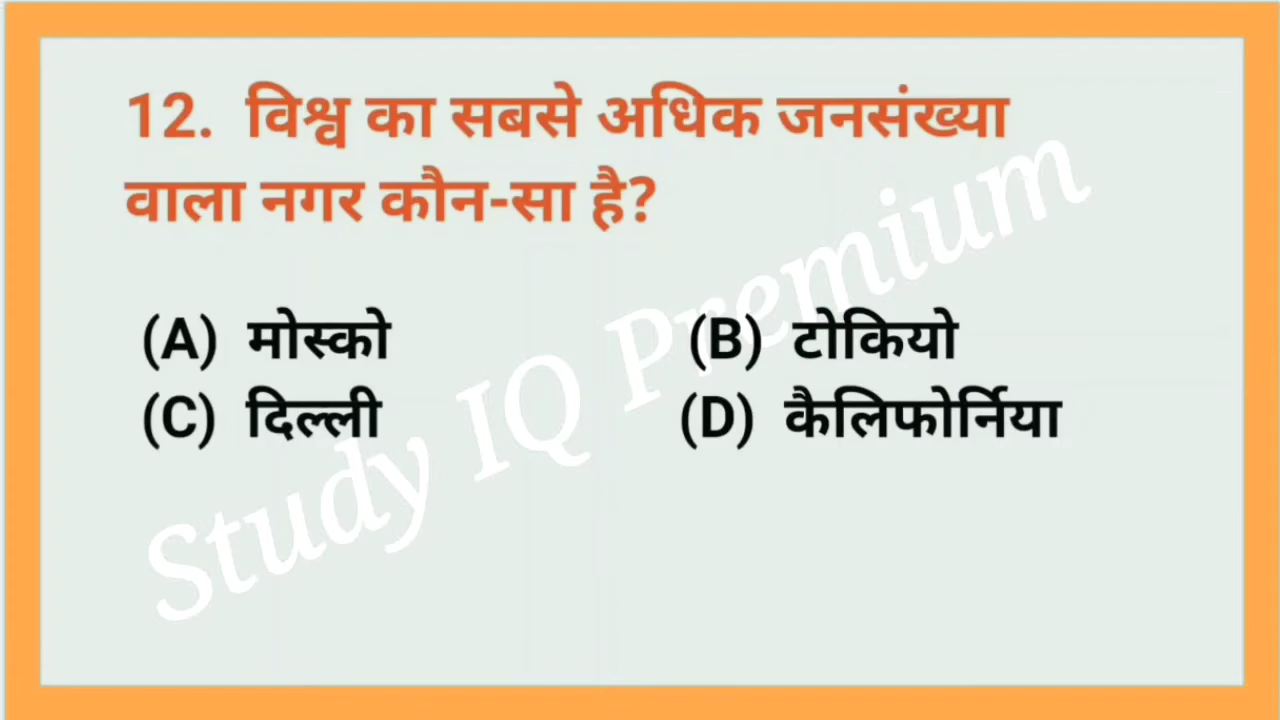 12. विश्व का सबसे अधिक जनसंख्या
वाला नगर कौन-सा है?
(A) मोस्को (B) टोकियो
(C) दिल्ली (D) कैलिफोर्निया
Study IQ Premium